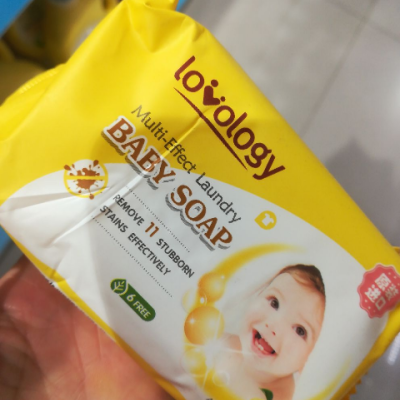 lovology
Multi-Effect Laundry
BABY SOAP
REMOVE 11 STUBBORN
STAINS EFFECTIVELY
6 FREE